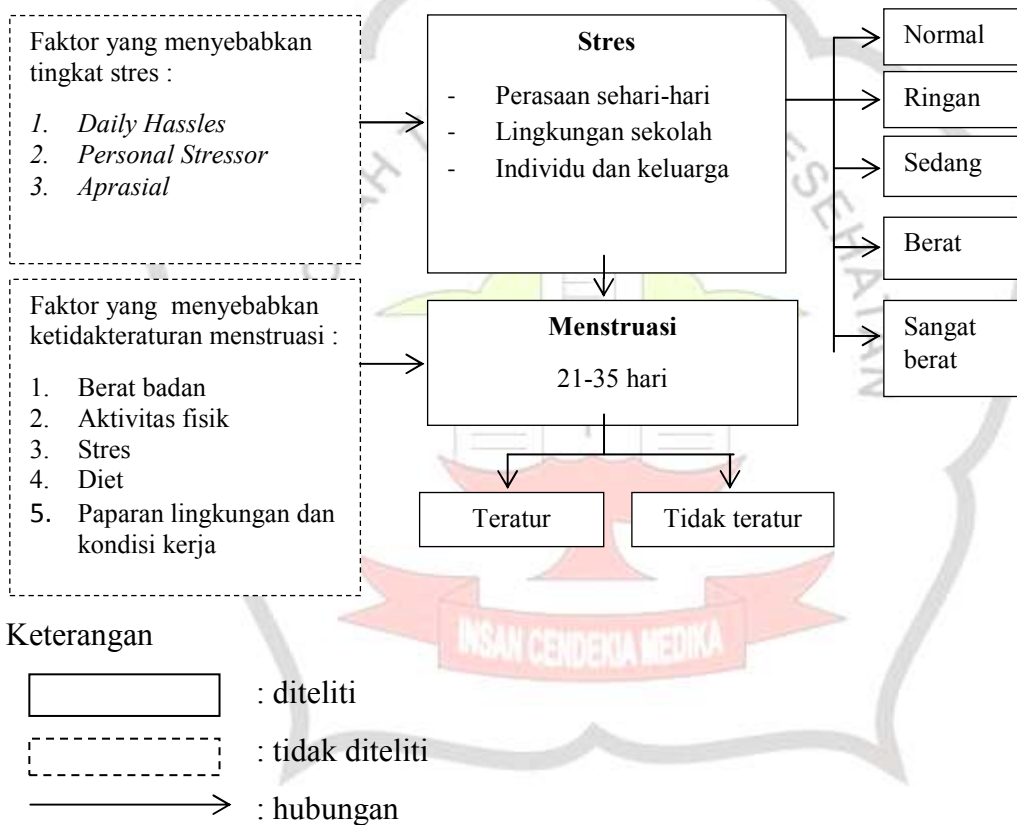 Faktor yang menyebabkan
tingkat stres :
1. Daily Hassles
2. Personal Stressor
3. Aprasial
Stres
- Perasaan sehari-hari
- Lingkungan sekolah
- Individu dan keluarga
Normal
Ringan
Sedang
Berat
Sangat
berat
Faktor yang menyebabkan
ketidakteraturan menstruasi :
1. Berat badan
2. Aktivitas fisik
3. Stres
4. Diet
5. Paparan lingkungan dan
kondisi kerja
Menstruasi
21-35 hari
Teratur
Tidak teratur
INSAN CENDEKIA MEDIKA
Keterangan
: diteliti
: tidak diteliti
: hubungan